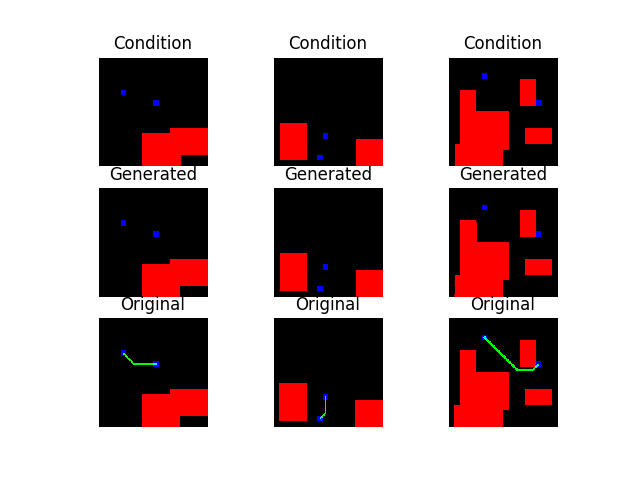 Condition Condition Condition
Generated Generated Generated
Original Original Original